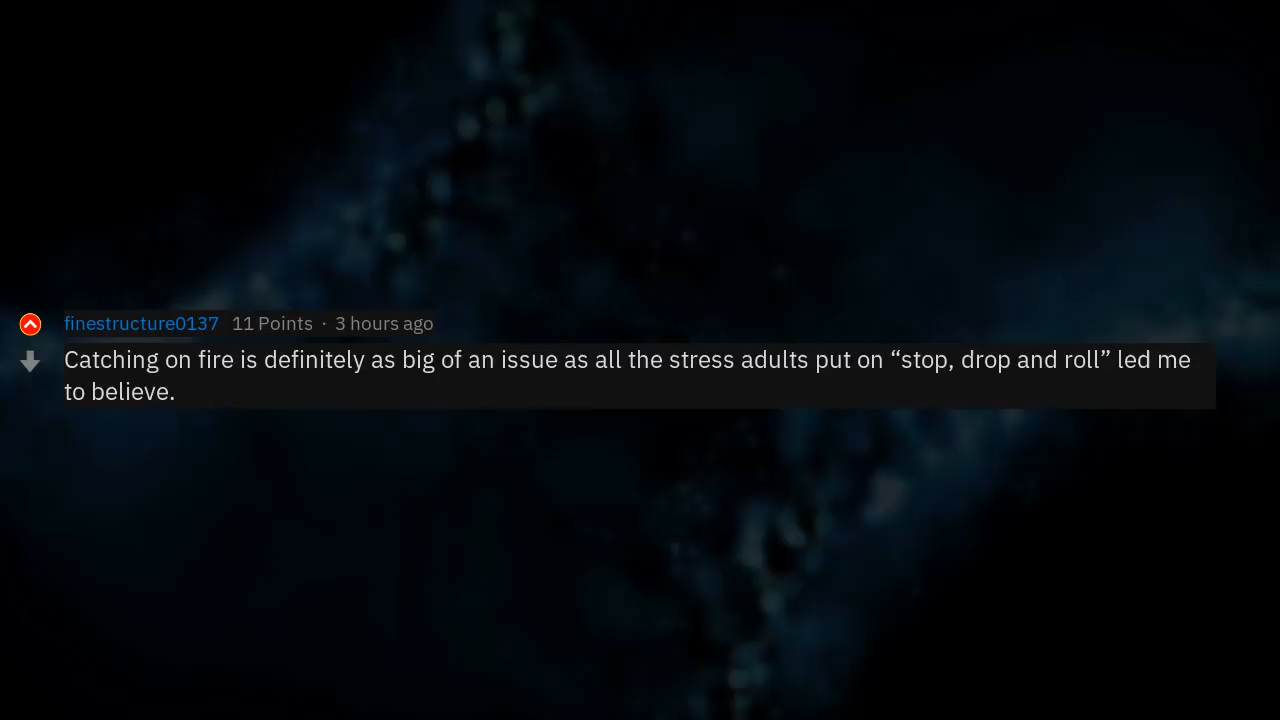 finestructure0137 11 Points · 3 hours ago
Catching on fire is definitely as big of an issue as all the stress adults put on “stop, drop and roll” led me
to believe.